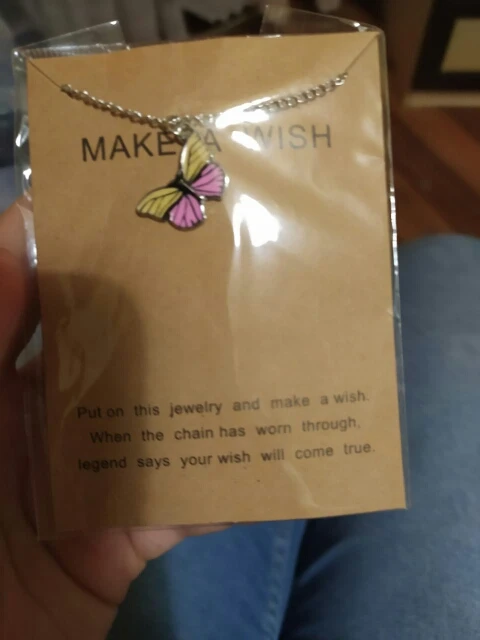 MAKE A WISH
Put on this jewelry and make a wish.
When the chain has worn through,
legend says your wish will come true.